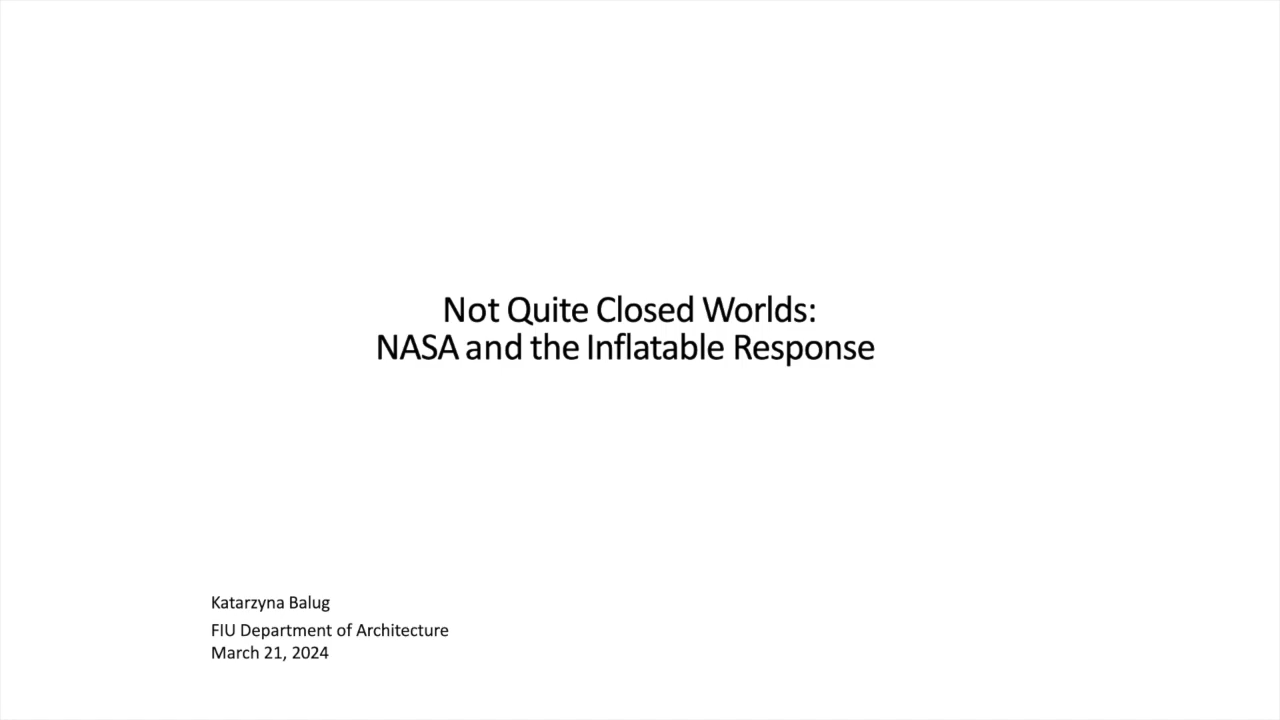 Not Quite Closed Worlds:
NASA and the Inflatable Response
Katarzyna Balug
FIU Department of Architecture
March 21, 2024